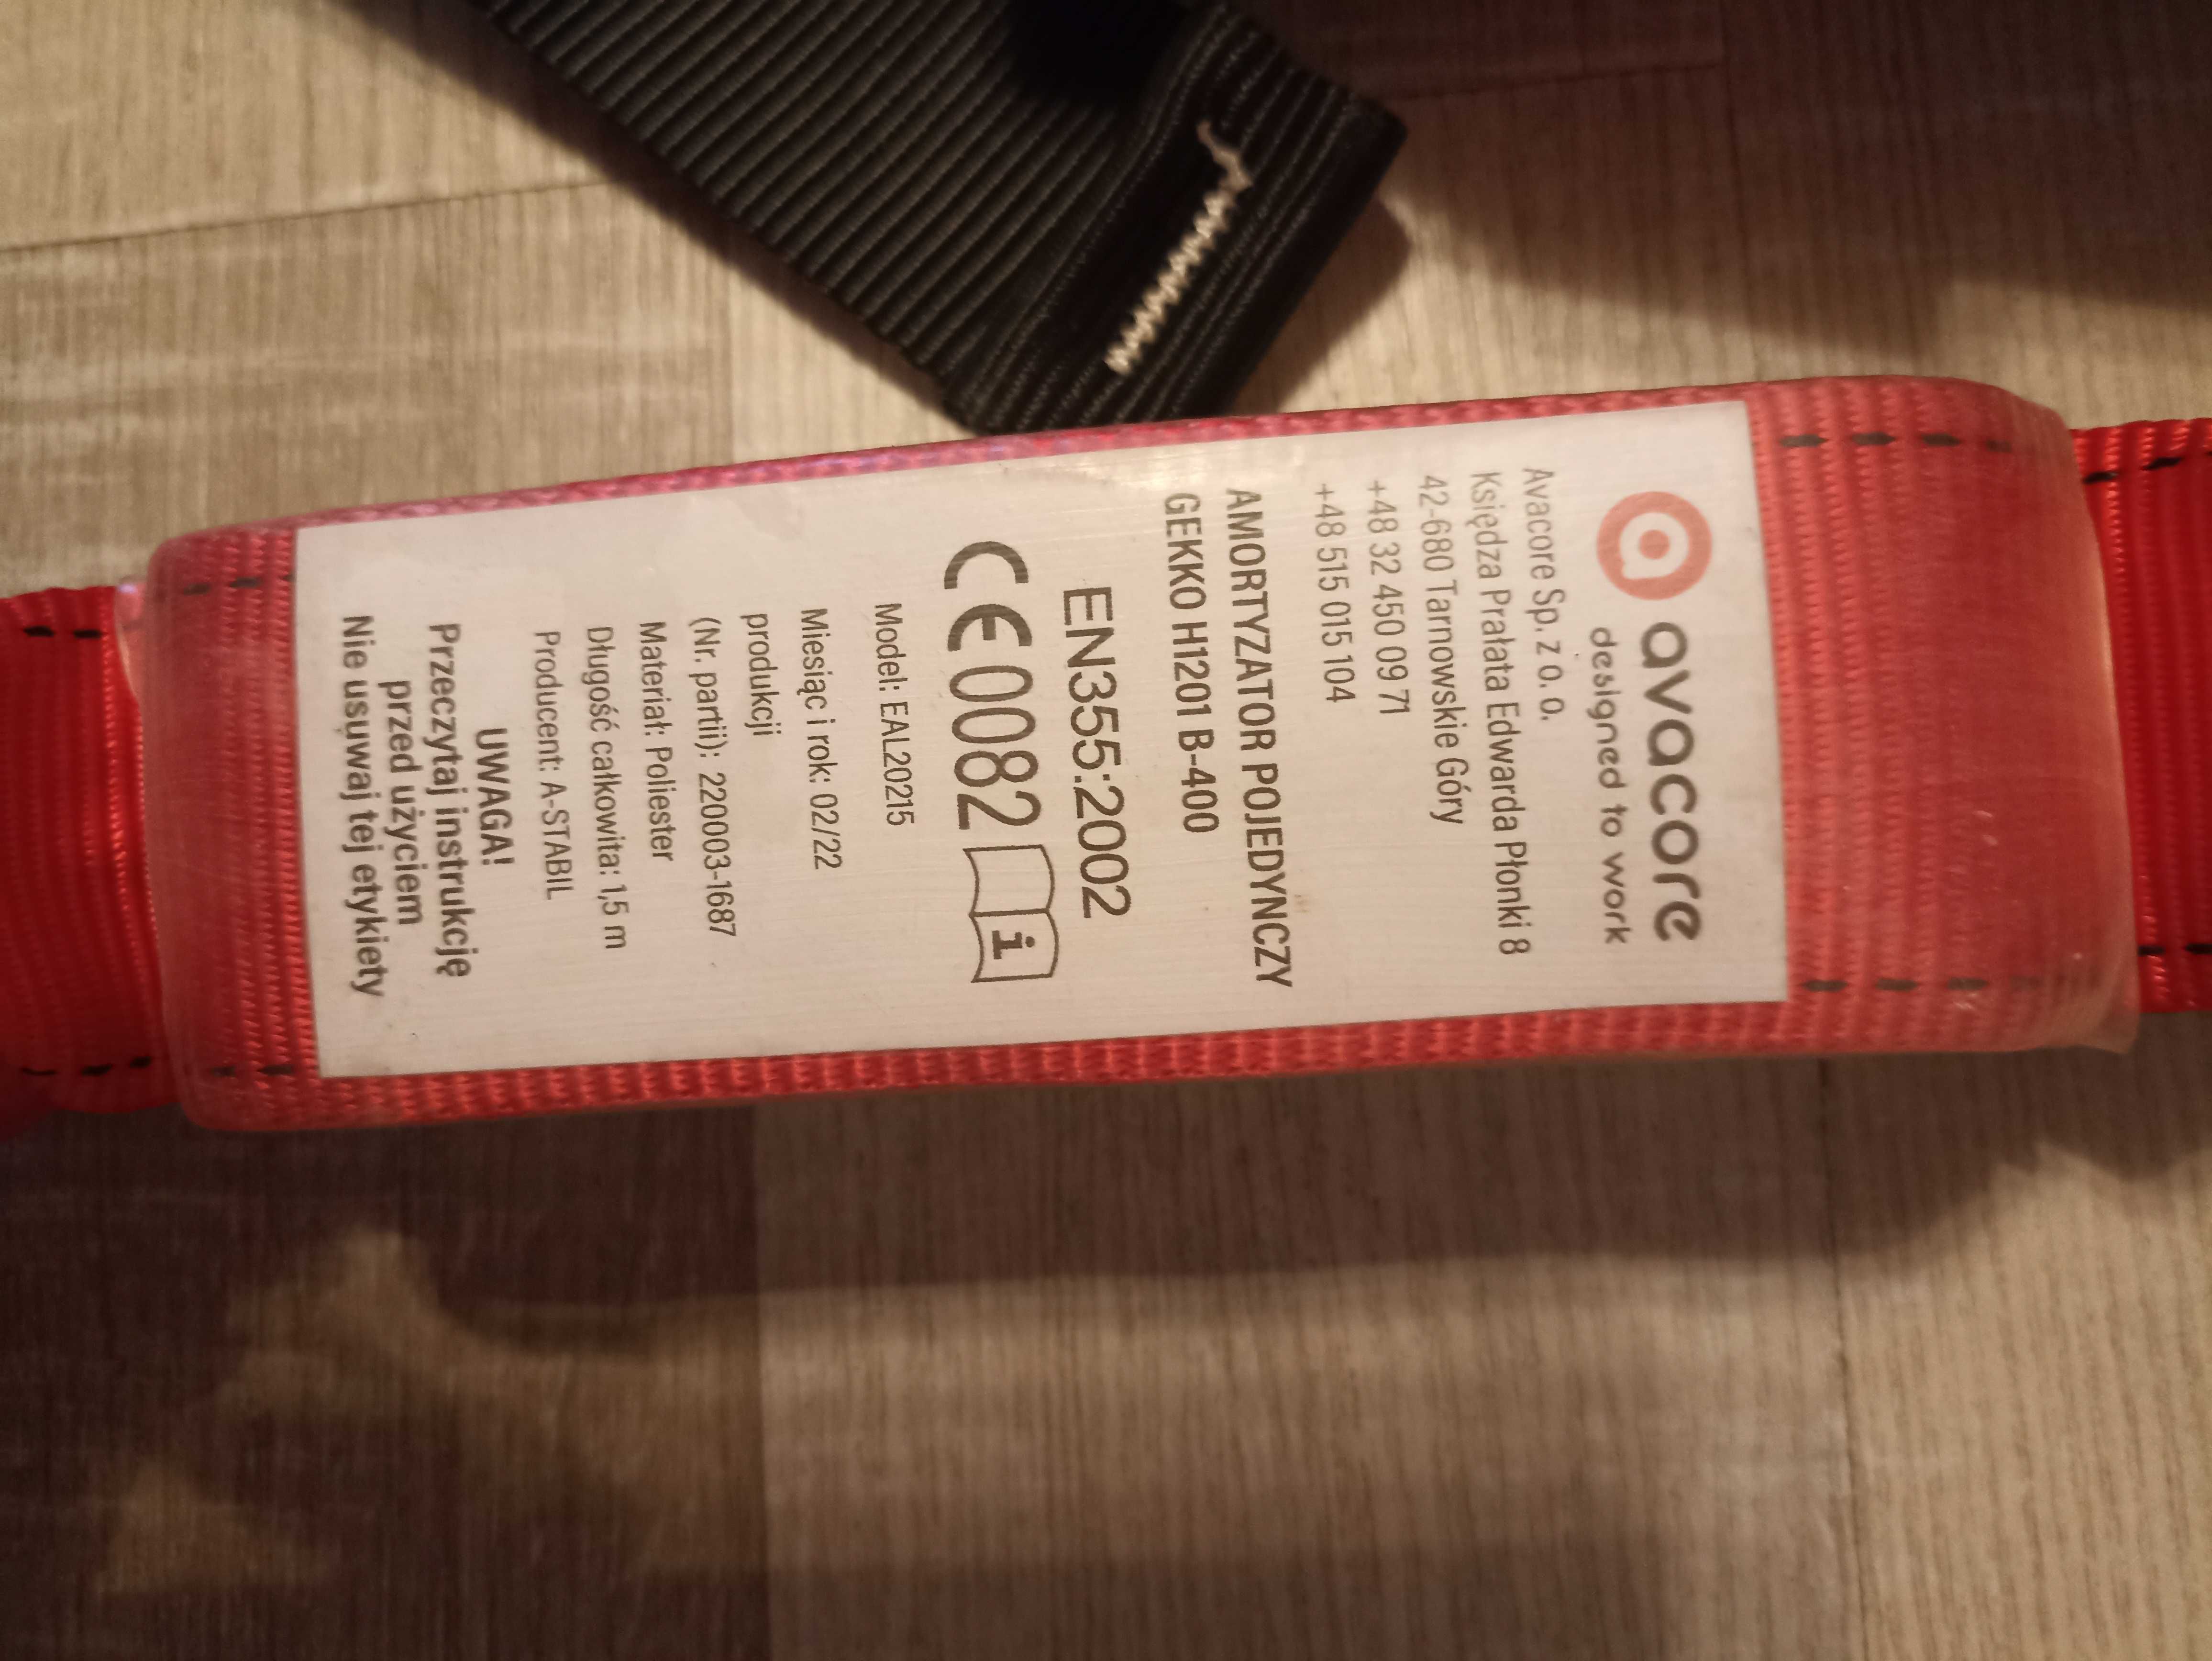 avacore
designed to work
Avacore Sp. z o. o.
Księdza Prałata Edwarda Płonki 8
42-680 Tarnowskie Góry
+48 32 450 09 71
+48 515 015 104
AMORTYZATOR POJEDYNCZY
GEKKO H1201 B-400
EN355:2002
CE0082 i
Model: EAL20215
Miesiąc i rok: 02/22
produkcji
(Nr. partii): 220003-1687
Materiał: Poliester
Długość całkowita: 1,5 m
Producent: A-STABIL
UWAGA!
Przeczytaj instrukcję
przed użyciem
Nie usuwaj tej etykiety